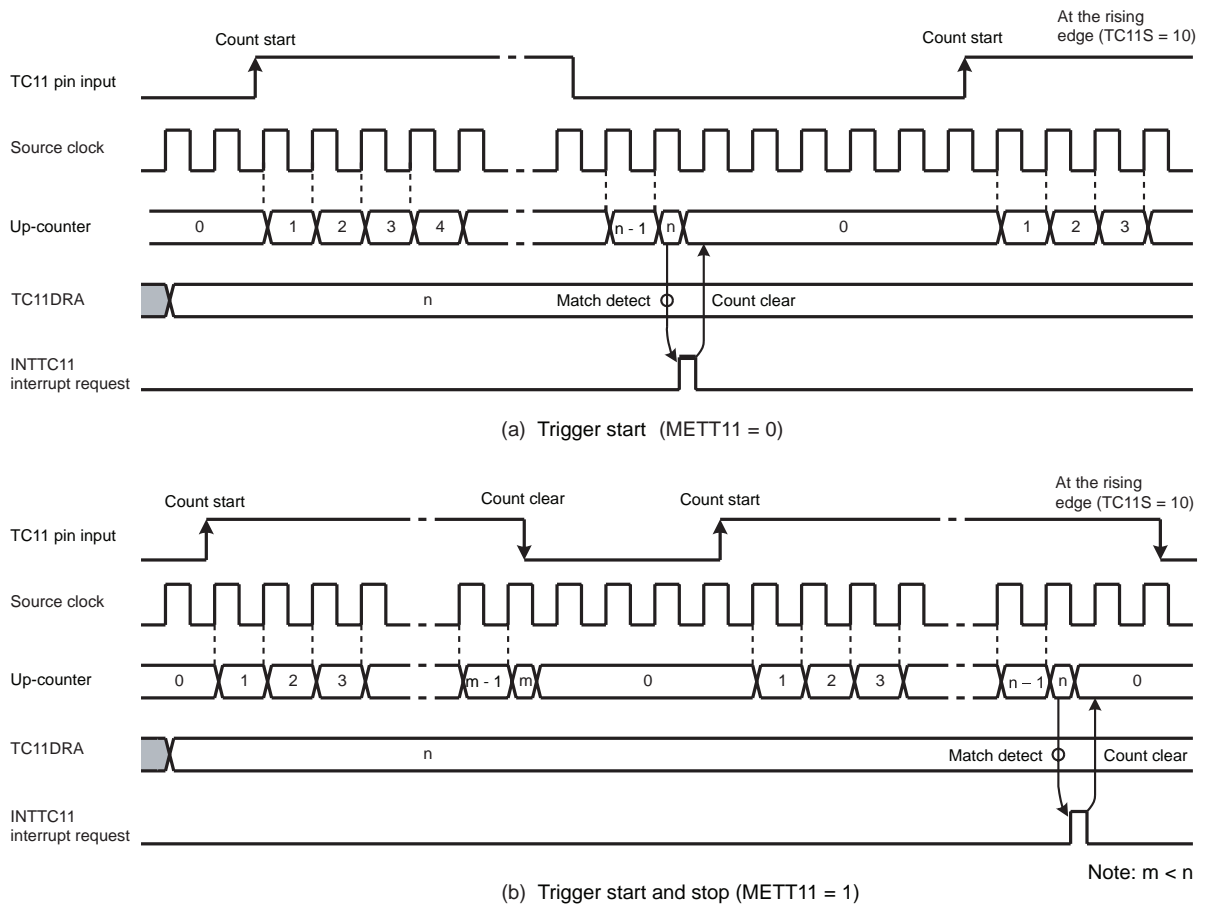 At the rising
edge (TC11S = 10)
Count start
Count start
TC11 pin input
Source clock
Up-counter
0
1
2
3
4
n - 1
n
0
1
2
3
TC11DRA
n
Match detect
Count clear
INTTC11
interrupt request
(a) Trigger start (METT11 = 0)
At the rising
edge (TC11S = 10)
Count start
Count clear
Count start
TC11 pin input
Source clock
Up-counter
0
1
2
3
m - 1
m
0
1
2
3
n – 1
n
0
TC11DRA
n
Match detect
Count clear
INTTC11
interrupt request
Note: m < n
(b) Trigger start and stop (METT11 = 1)